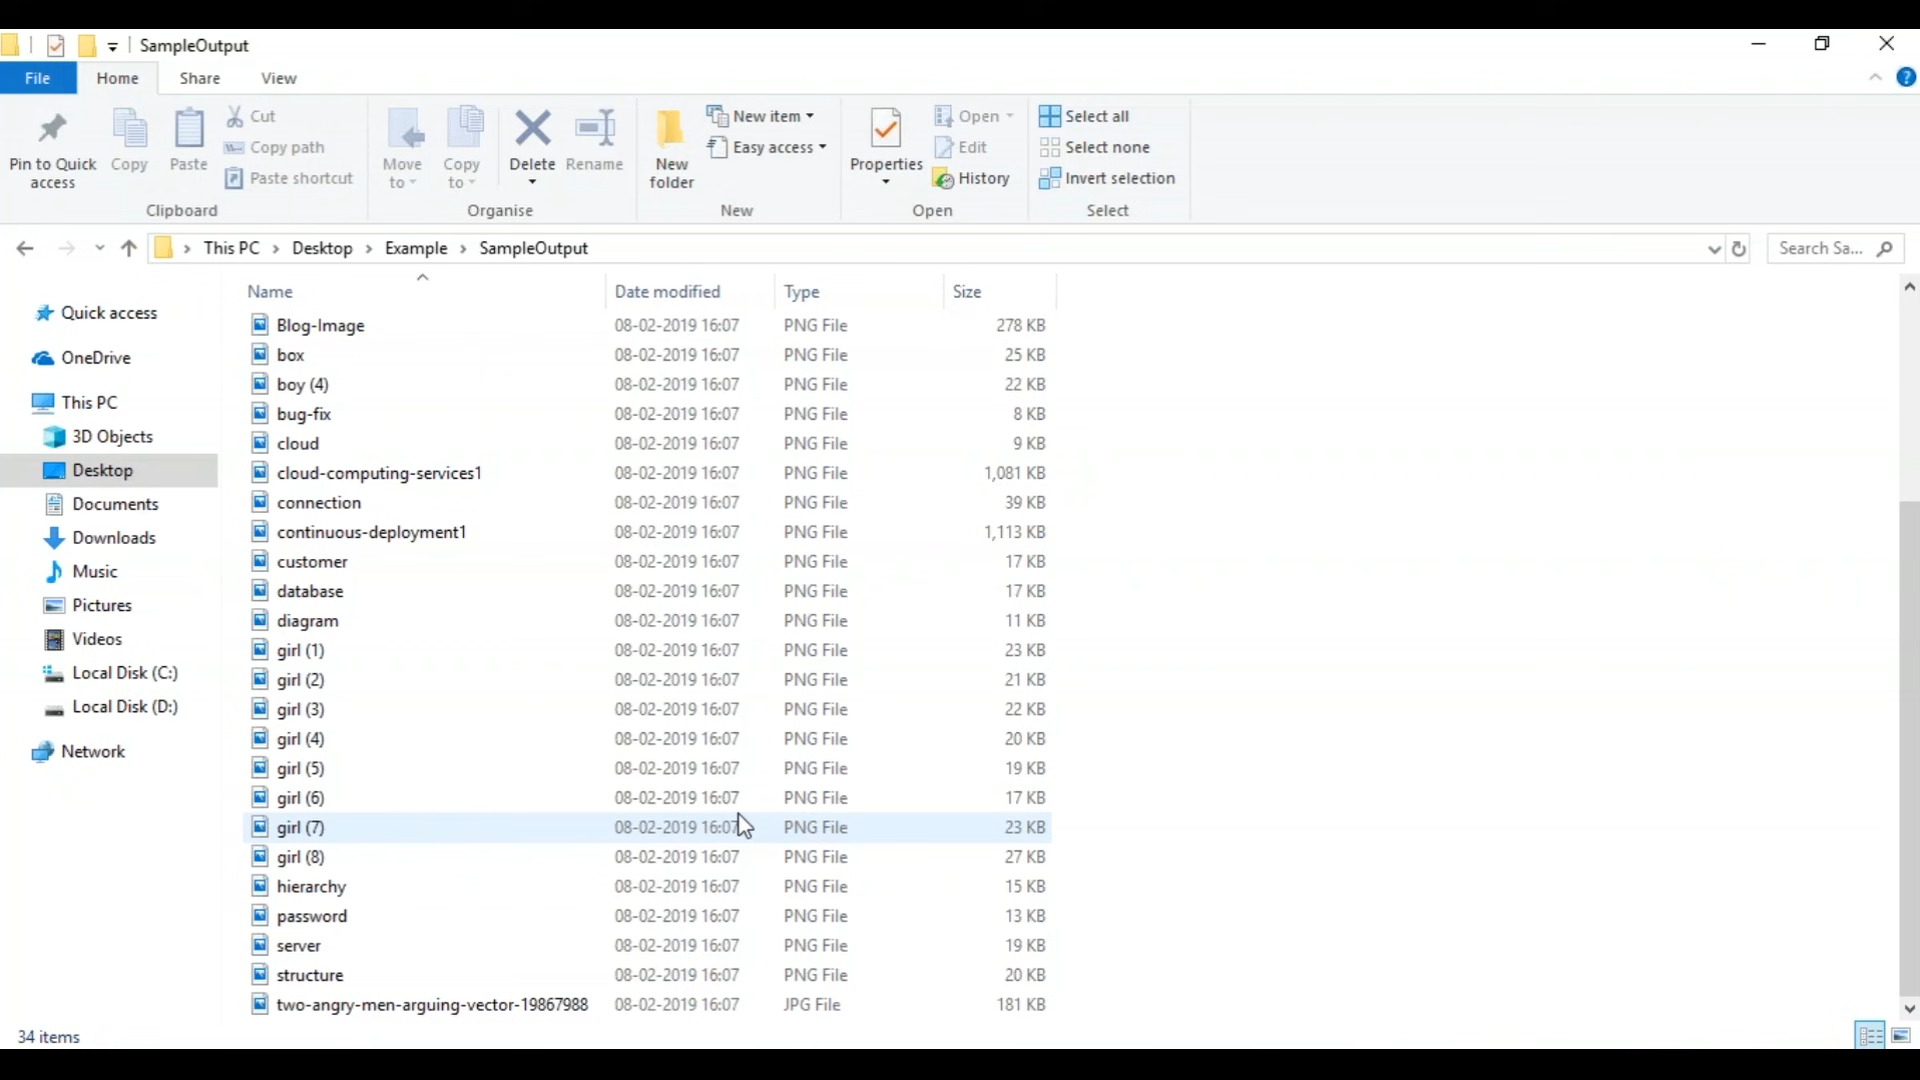 SampleOutput
File Home Share View
Pin to Quick access
Copy
Paste
Cut
Copy path
Paste shortcut
Clipboard
Move to
Copy to
Delete
Rename
Organise
New folder
New item
Easy access
New
Properties
Open
Edit
History
Open
Select all
Select none
Invert selection
Select
This PC > Desktop > Example > SampleOutput
Search Sa...
Quick access
OneDrive
This PC
3D Objects
Desktop
Documents
Downloads
Music
Pictures
Videos
Local Disk (C:)
Local Disk (D:)
Network
Name Date modified Type Size
Blog-Image 08-02-2019 16:07 PNG File 278 KB
box 08-02-2019 16:07 PNG File 25 KB
boy (4) 08-02-2019 16:07 PNG File 22 KB
bug-fix 08-02-2019 16:07 PNG File 8 KB
cloud 08-02-2019 16:07 PNG File 9 KB
cloud-computing-services1 08-02-2019 16:07 PNG File 1,081 KB
connection 08-02-2019 16:07 PNG File 39 KB
continuous-deployment1 08-02-2019 16:07 PNG File 1,113 KB
customer 08-02-2019 16:07 PNG File 17 KB
database 08-02-2019 16:07 PNG File 17 KB
diagram 08-02-2019 16:07 PNG File 11 KB
girl (1) 08-02-2019 16:07 PNG File 23 KB
girl (2) 08-02-2019 16:07 PNG File 21 KB
girl (3) 08-02-2019 16:07 PNG File 22 KB
girl (4) 08-02-2019 16:07 PNG File 20 KB
girl (5) 08-02-2019 16:07 PNG File 19 KB
girl (6) 08-02-2019 16:07 PNG File 17 KB
girl (7) 08-02-2019 16:07 PNG File 23 KB
girl (8) 08-02-2019 16:07 PNG File 27 KB
hierarchy 08-02-2019 16:07 PNG File 15 KB
password 08-02-2019 16:07 PNG File 13 KB
server 08-02-2019 16:07 PNG File 19 KB
structure 08-02-2019 16:07 PNG File 20 KB
two-angry-men-arguing-vector-19867988 08-02-2019 16:07 JPG File 181 KB
34 items